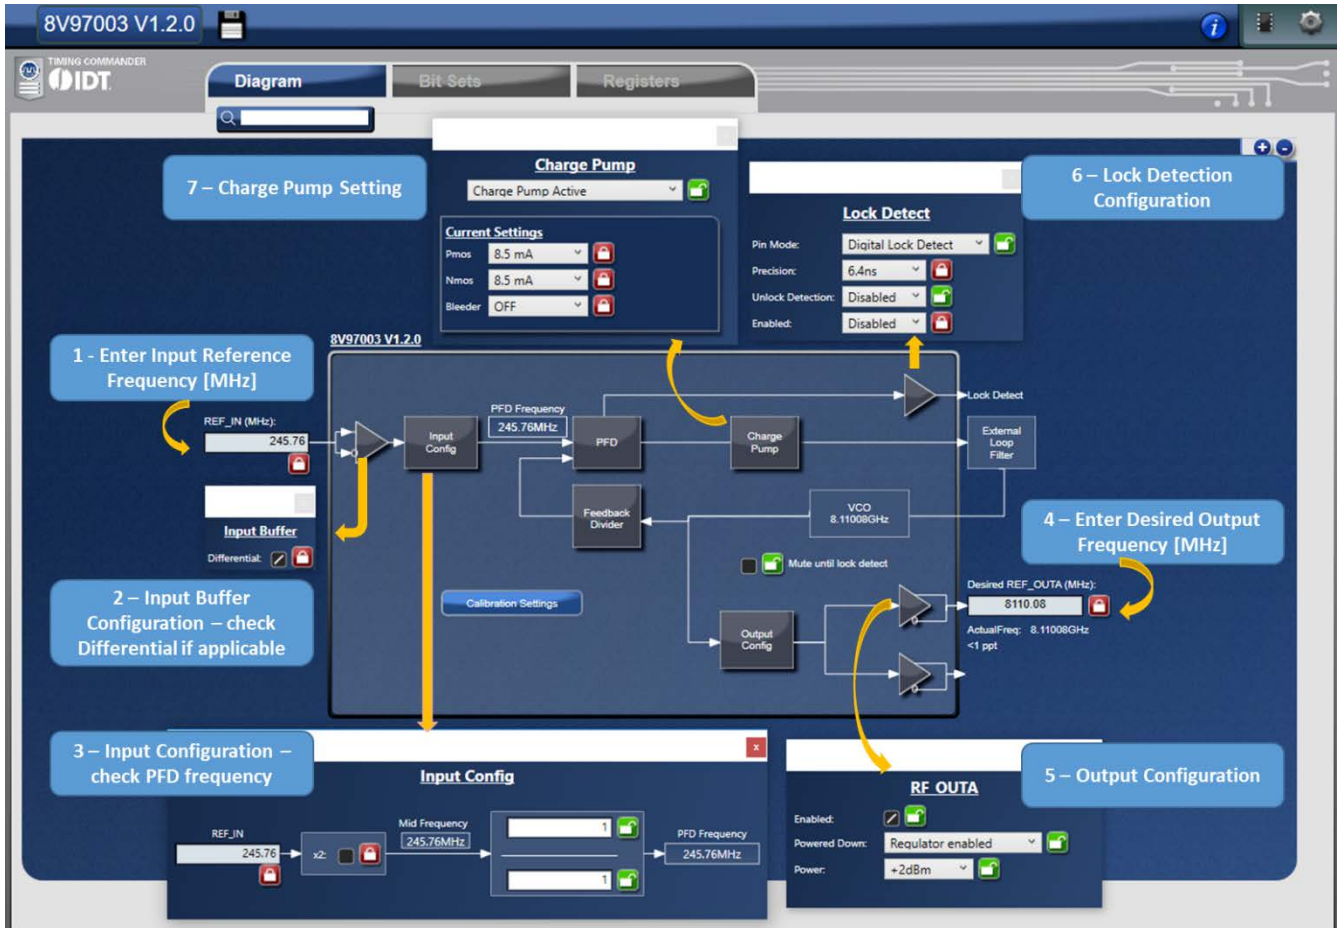 8V97003 V1.2.0
i
TIMING COMMANDER
IDT.
Diagram
Bit Sets
Registers
7 – Charge Pump Setting
Charge Pump
Charge Pump Active
Current Settings
Pmos 8.5 mA
Nmos 8.5 mA
Bleeder OFF
6 – Lock Detection
Configuration
Lock Detect
Pin Mode: Digital Lock Detect
Precision: 6.4ns
Unlock Detection: Disabled
Enabled: Disabled
8V97003 V1.2.0
1 - Enter Input Reference
Frequency [MHz]
REF_IN (MHz):
245.76
Input
Config
PFD Frequency
245.76MHz
PFD
Charge
Pump
Lock Detect
External
Loop
Filter
Feedback
Divider
VCO
8.11008GHz
Input Buffer
Differential:
Mute until lock detect
4 – Enter Desired Output
Frequency [MHz]
Desired REF_OUTA (MHz):
8110.08
ActualFreq: 8.11008GHz
<1 ppt
2 – Input Buffer
Configuration – check
Differential if applicable
Calibration Settings
Output
Config
3 – Input Configuration –
check PFD frequency
x
Input Config
REF_IN
245.76
x2:
Mid Frequency
245.76MHz
1
1
PFD Frequency
245.76MHz
5 – Output Configuration
RF OUTA
Enabled:
Powered Down: Regulator enabled
Power: +2dBm